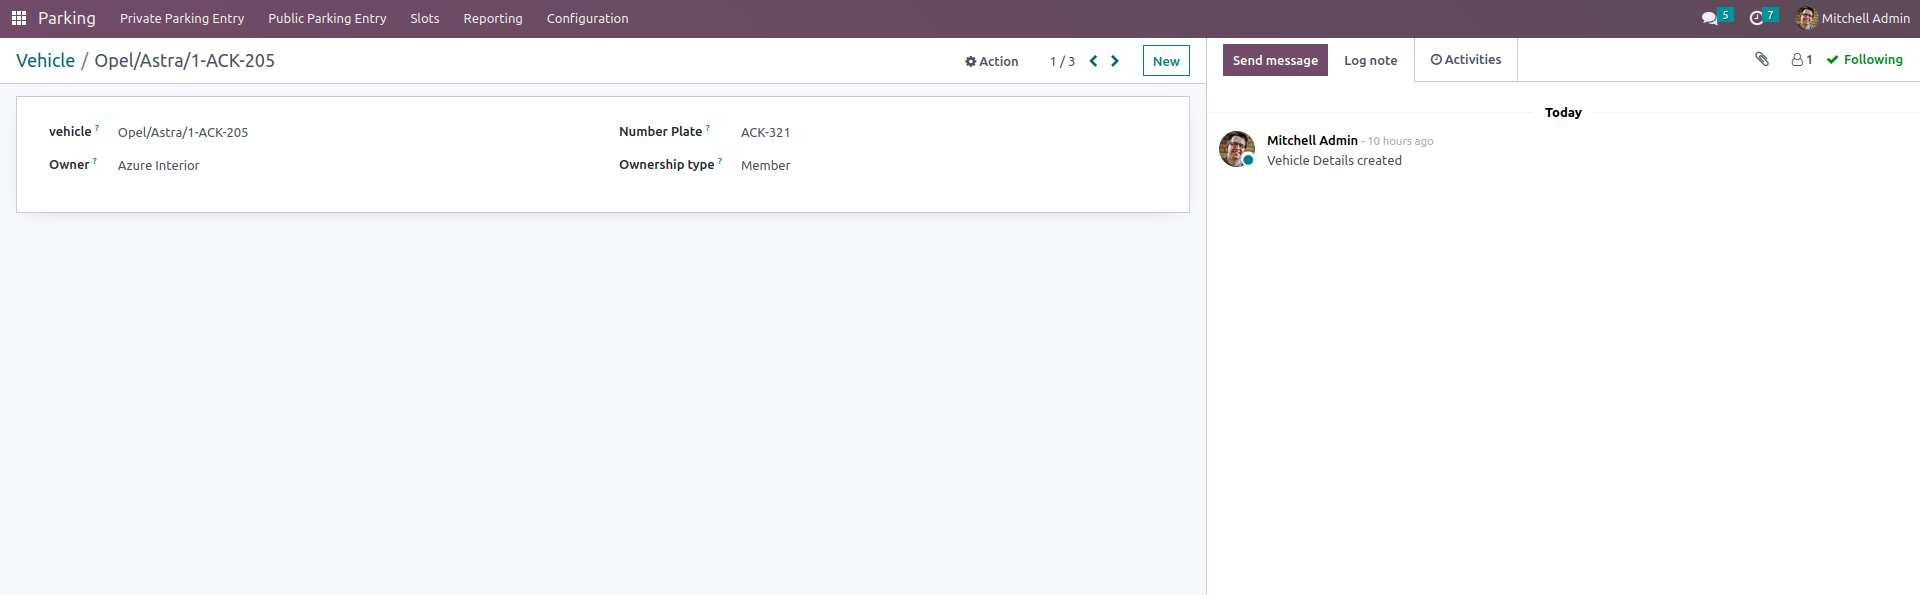 Parking Private Parking Entry Public Parking Entry Slots Reporting Configuration 5 7 Mitchell Admin
Vehicle / Opel/Astra/1-ACK-205 Action 1 / 3 New
Send message Log note Activities 1 Following
vehicle ? Opel/Astra/1-ACK-205 Number Plate ? ACK-321
Owner ? Azure Interior Ownership type ? Member
Today
Mitchell Admin - 10 hours ago
Vehicle Details created